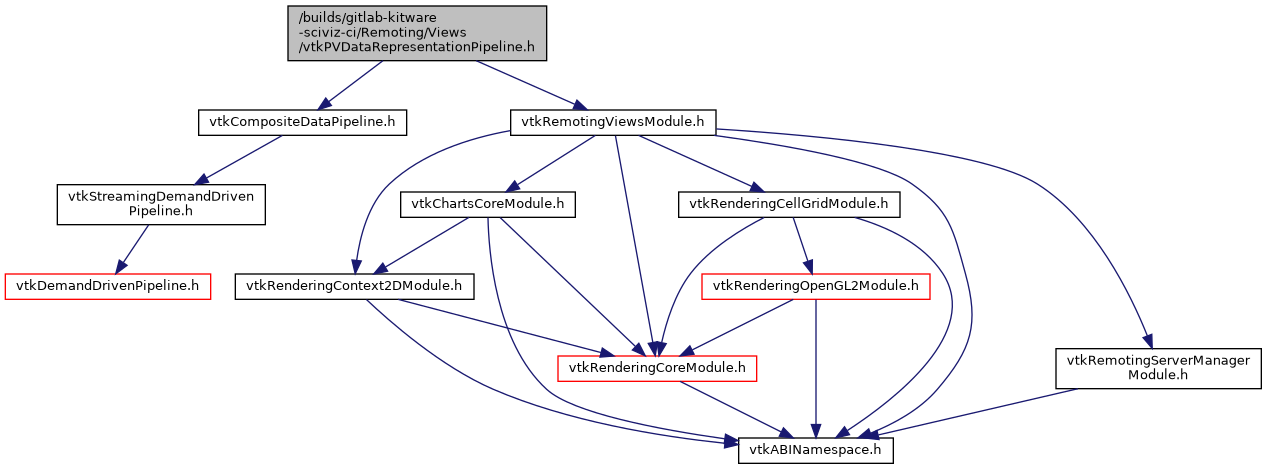 /builds/gitlab-kitware
-sciviz-ci/Remoting/Views
/vtkPVDataRepresentationPipeline.h
vtkCompositeDataPipeline.h
vtkRemotingViewsModule.h
vtkStreamingDemandDriven
Pipeline.h
vtkChartsCoreModule.h
vtkRenderingCellGridModule.h
vtkDemandDrivenPipeline.h
vtkRenderingContext2DModule.h
vtkRenderingOpenGL2Module.h
vtkRenderingCoreModule.h
vtkRemotingServerManager
Module.h
vtkABINamespace.h